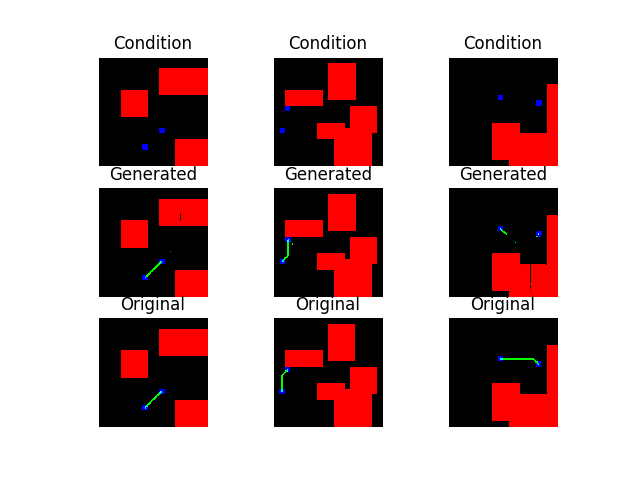 Condition Condition Condition
Generated Generated Generated
Original Original Original